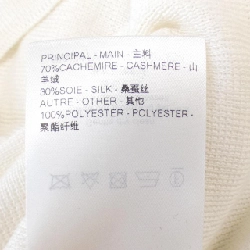 PRINCIPAL - MAIN - 主料
70%CACHEMIRE - CASHMERE - 山
羊绒
30%SOIE - SILK - 桑蚕丝
AUTRE - OTHER - 其他
100%POLYESTER - POLYESTER -
聚酯纤维